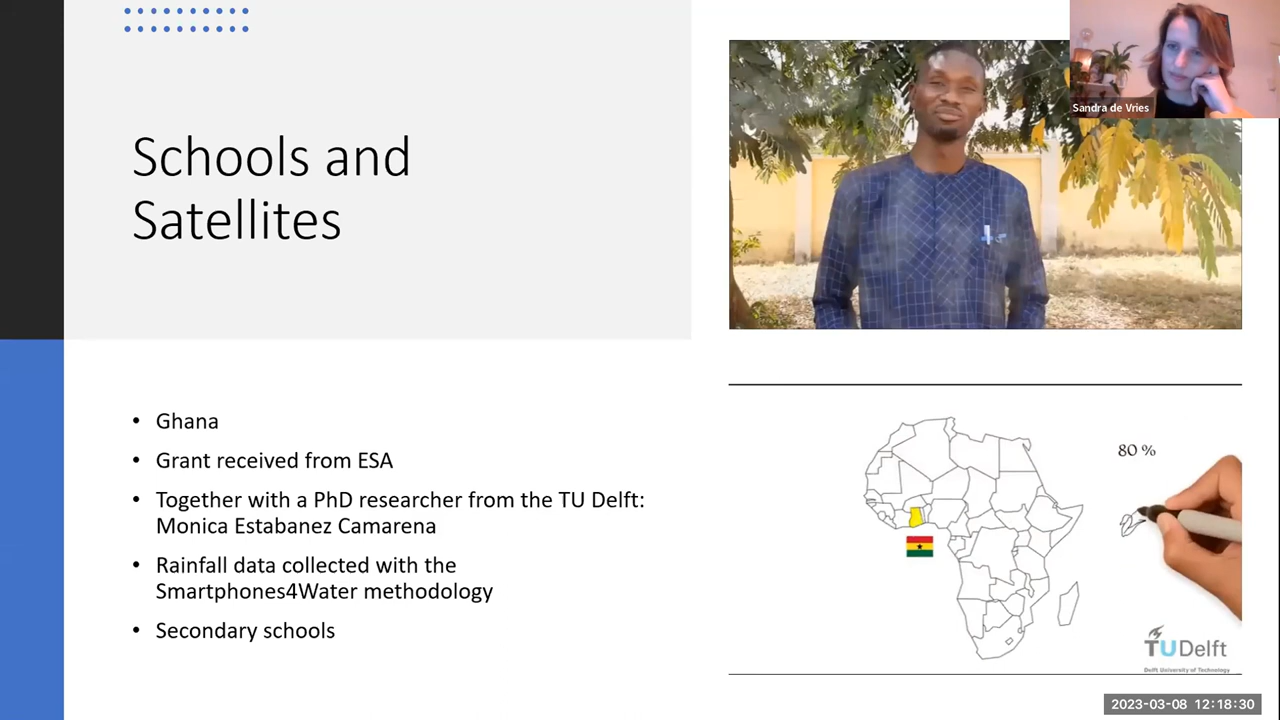 Schools and
Satellites
Sandra de Vries
• Ghana
• Grant received from ESA
• Together with a PhD researcher from the TU Delft:
Monica Estabanez Camarena
• Rainfall data collected with the
Smartphones4Water methodology
• Secondary schools
80 %
TUDelft
Delft University of Technology
2023-03-08 12:18:30